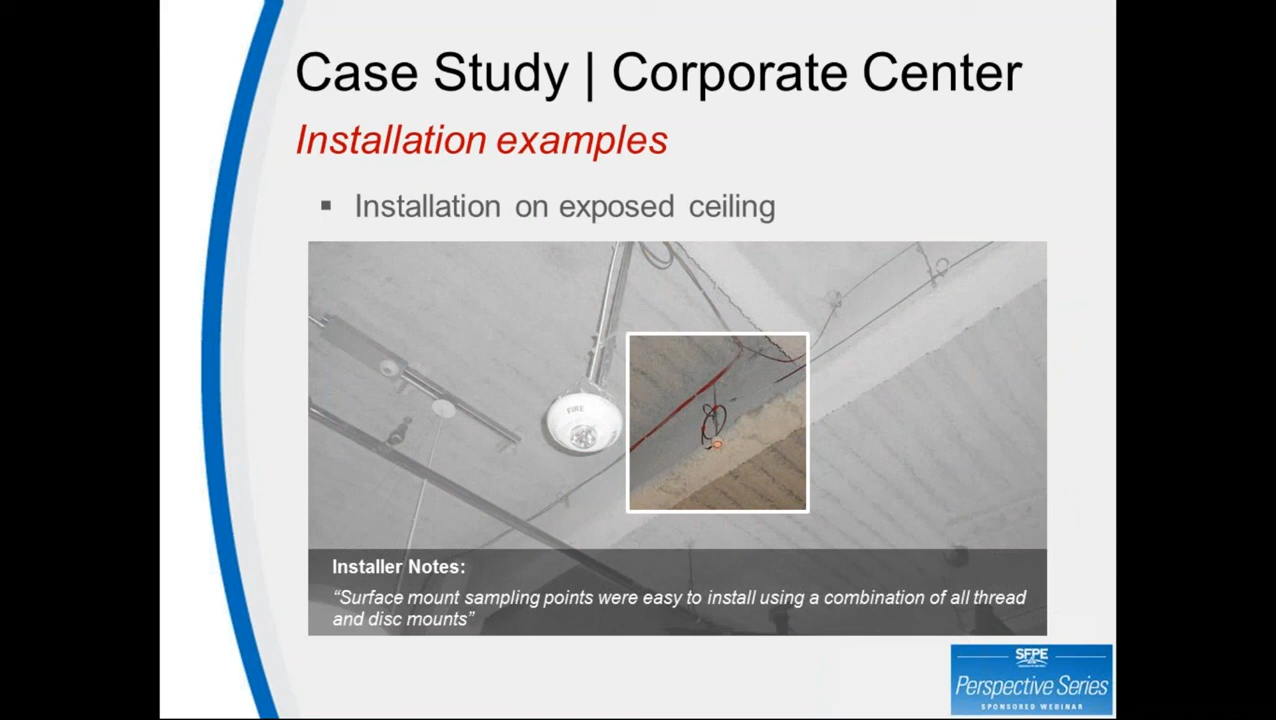 Case Study | Corporate Center
Installation examples
▪ Installation on exposed ceiling
FIRE
Installer Notes:
“Surface mount sampling points were easy to install using a combination of all thread
and disc mounts”
SFPE
Perspective Series
SPONSORED WEBINAR